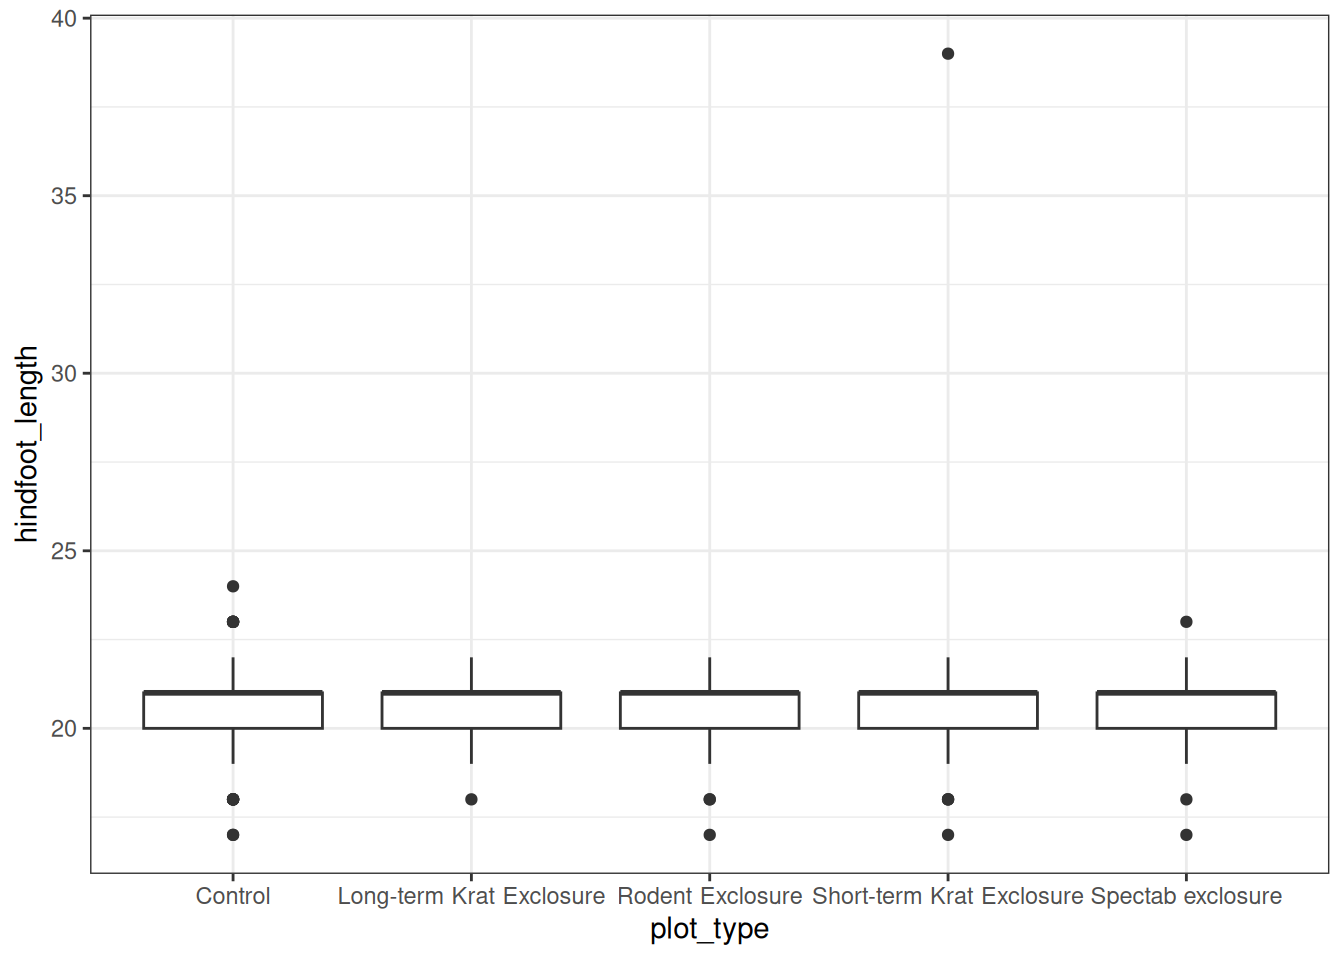 40
35
30
25
20
hindfoot_length
Control Long-term Krat Exclosure Rodent Exclosure Short-term Krat Exclosure Spectab exclosure
plot_type